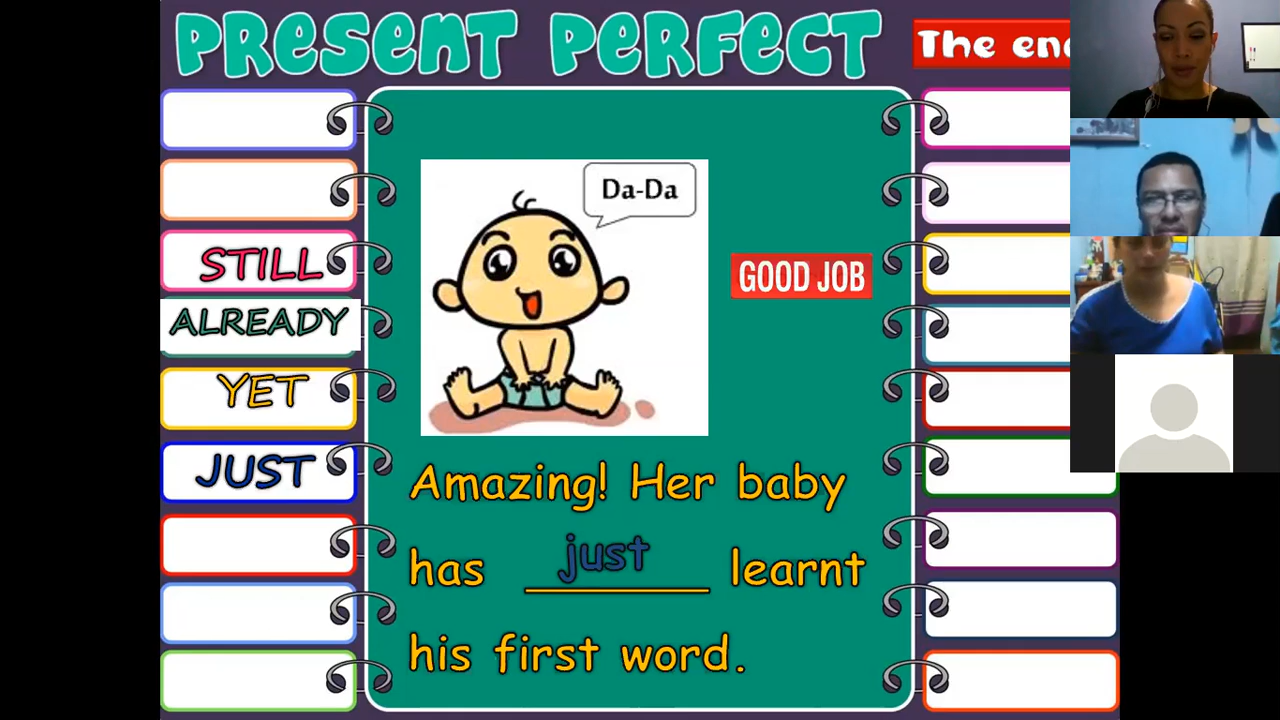 PRESENT PERFECT
The en
STILL
ALREADY
YET
JUST
Da-Da
GOOD JOB
Amazing! Her baby
has just learnt
his first word.